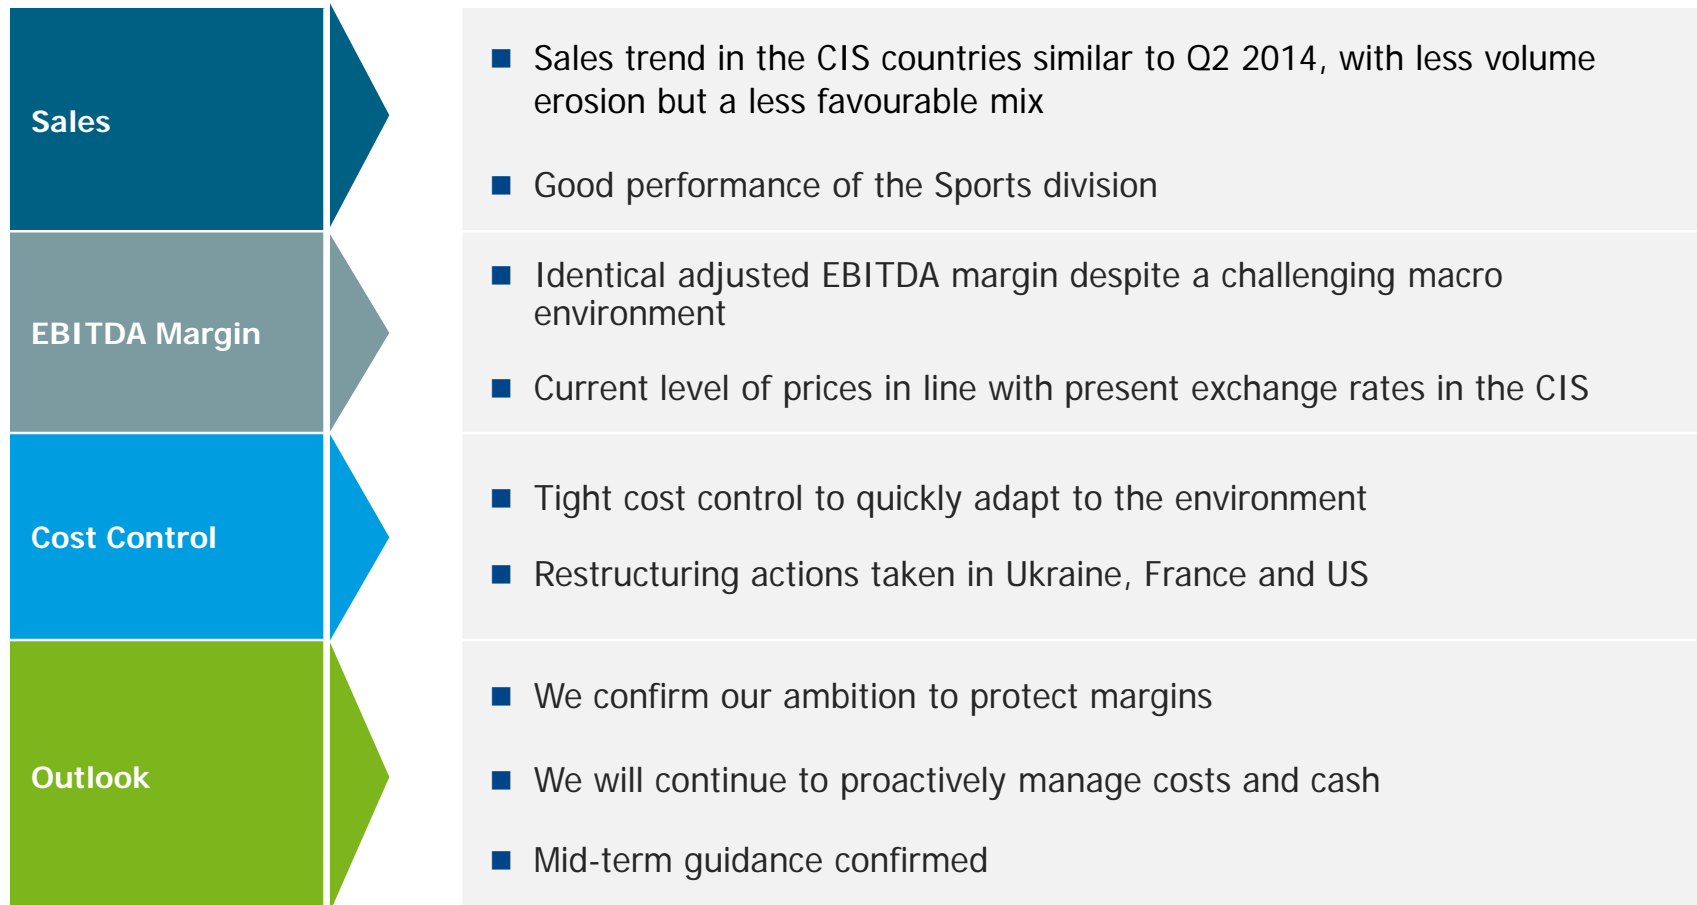 Sales
Sales trend in the CIS countries similar to Q2 2014, with less volume
erosion but a less favourable mix
Good performance of the Sports division
EBITDA Margin
Identical adjusted EBITDA margin despite a challenging macro
environment
Current level of prices in line with present exchange rates in the CIS
Cost Control
Tight cost control to quickly adapt to the environment
Restructuring actions taken in Ukraine, France and US
Outlook
We confirm our ambition to protect margins
We will continue to proactively manage costs and cash
Mid-term guidance confirmed